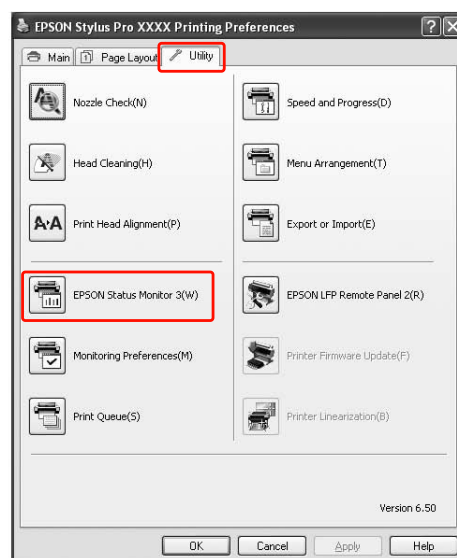 EPSON Stylus Pro XXXX Printing Preferences
Main Page Layout Utility
Nozzle Check(N)
Speed and Progress(D)
Head Cleaning(H)
Menu Arrangement(T)
Print Head Alignment(P)
Export or Import(E)
EPSON Status Monitor 3(W)
EPSON LFP Remote Panel 2(R)
Monitoring Preferences(M)
Printer Firmware Update(F)
Print Queue(S)
Printer Linearization(B)
Version 6.50
OK Cancel Apply Help